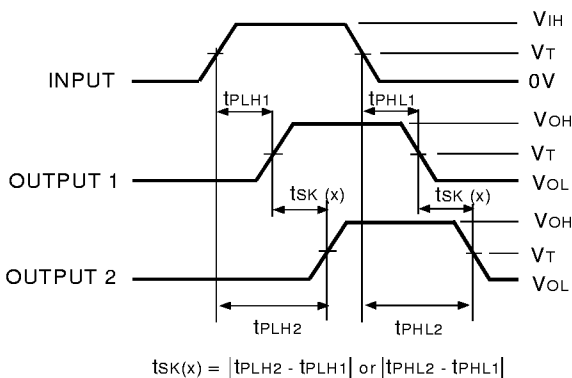 VIH
VT
INPUT
0V
tPLH1
tPHL1
VOH
VT
OUTPUT 1
VOL
tSK (x)
tSK (x)
VOH
VT
OUTPUT 2
VOL
tPLH2
tPHL2
tSK(x) = |tPLH2 - tPLH1| or |tPHL2 - tPHL1|